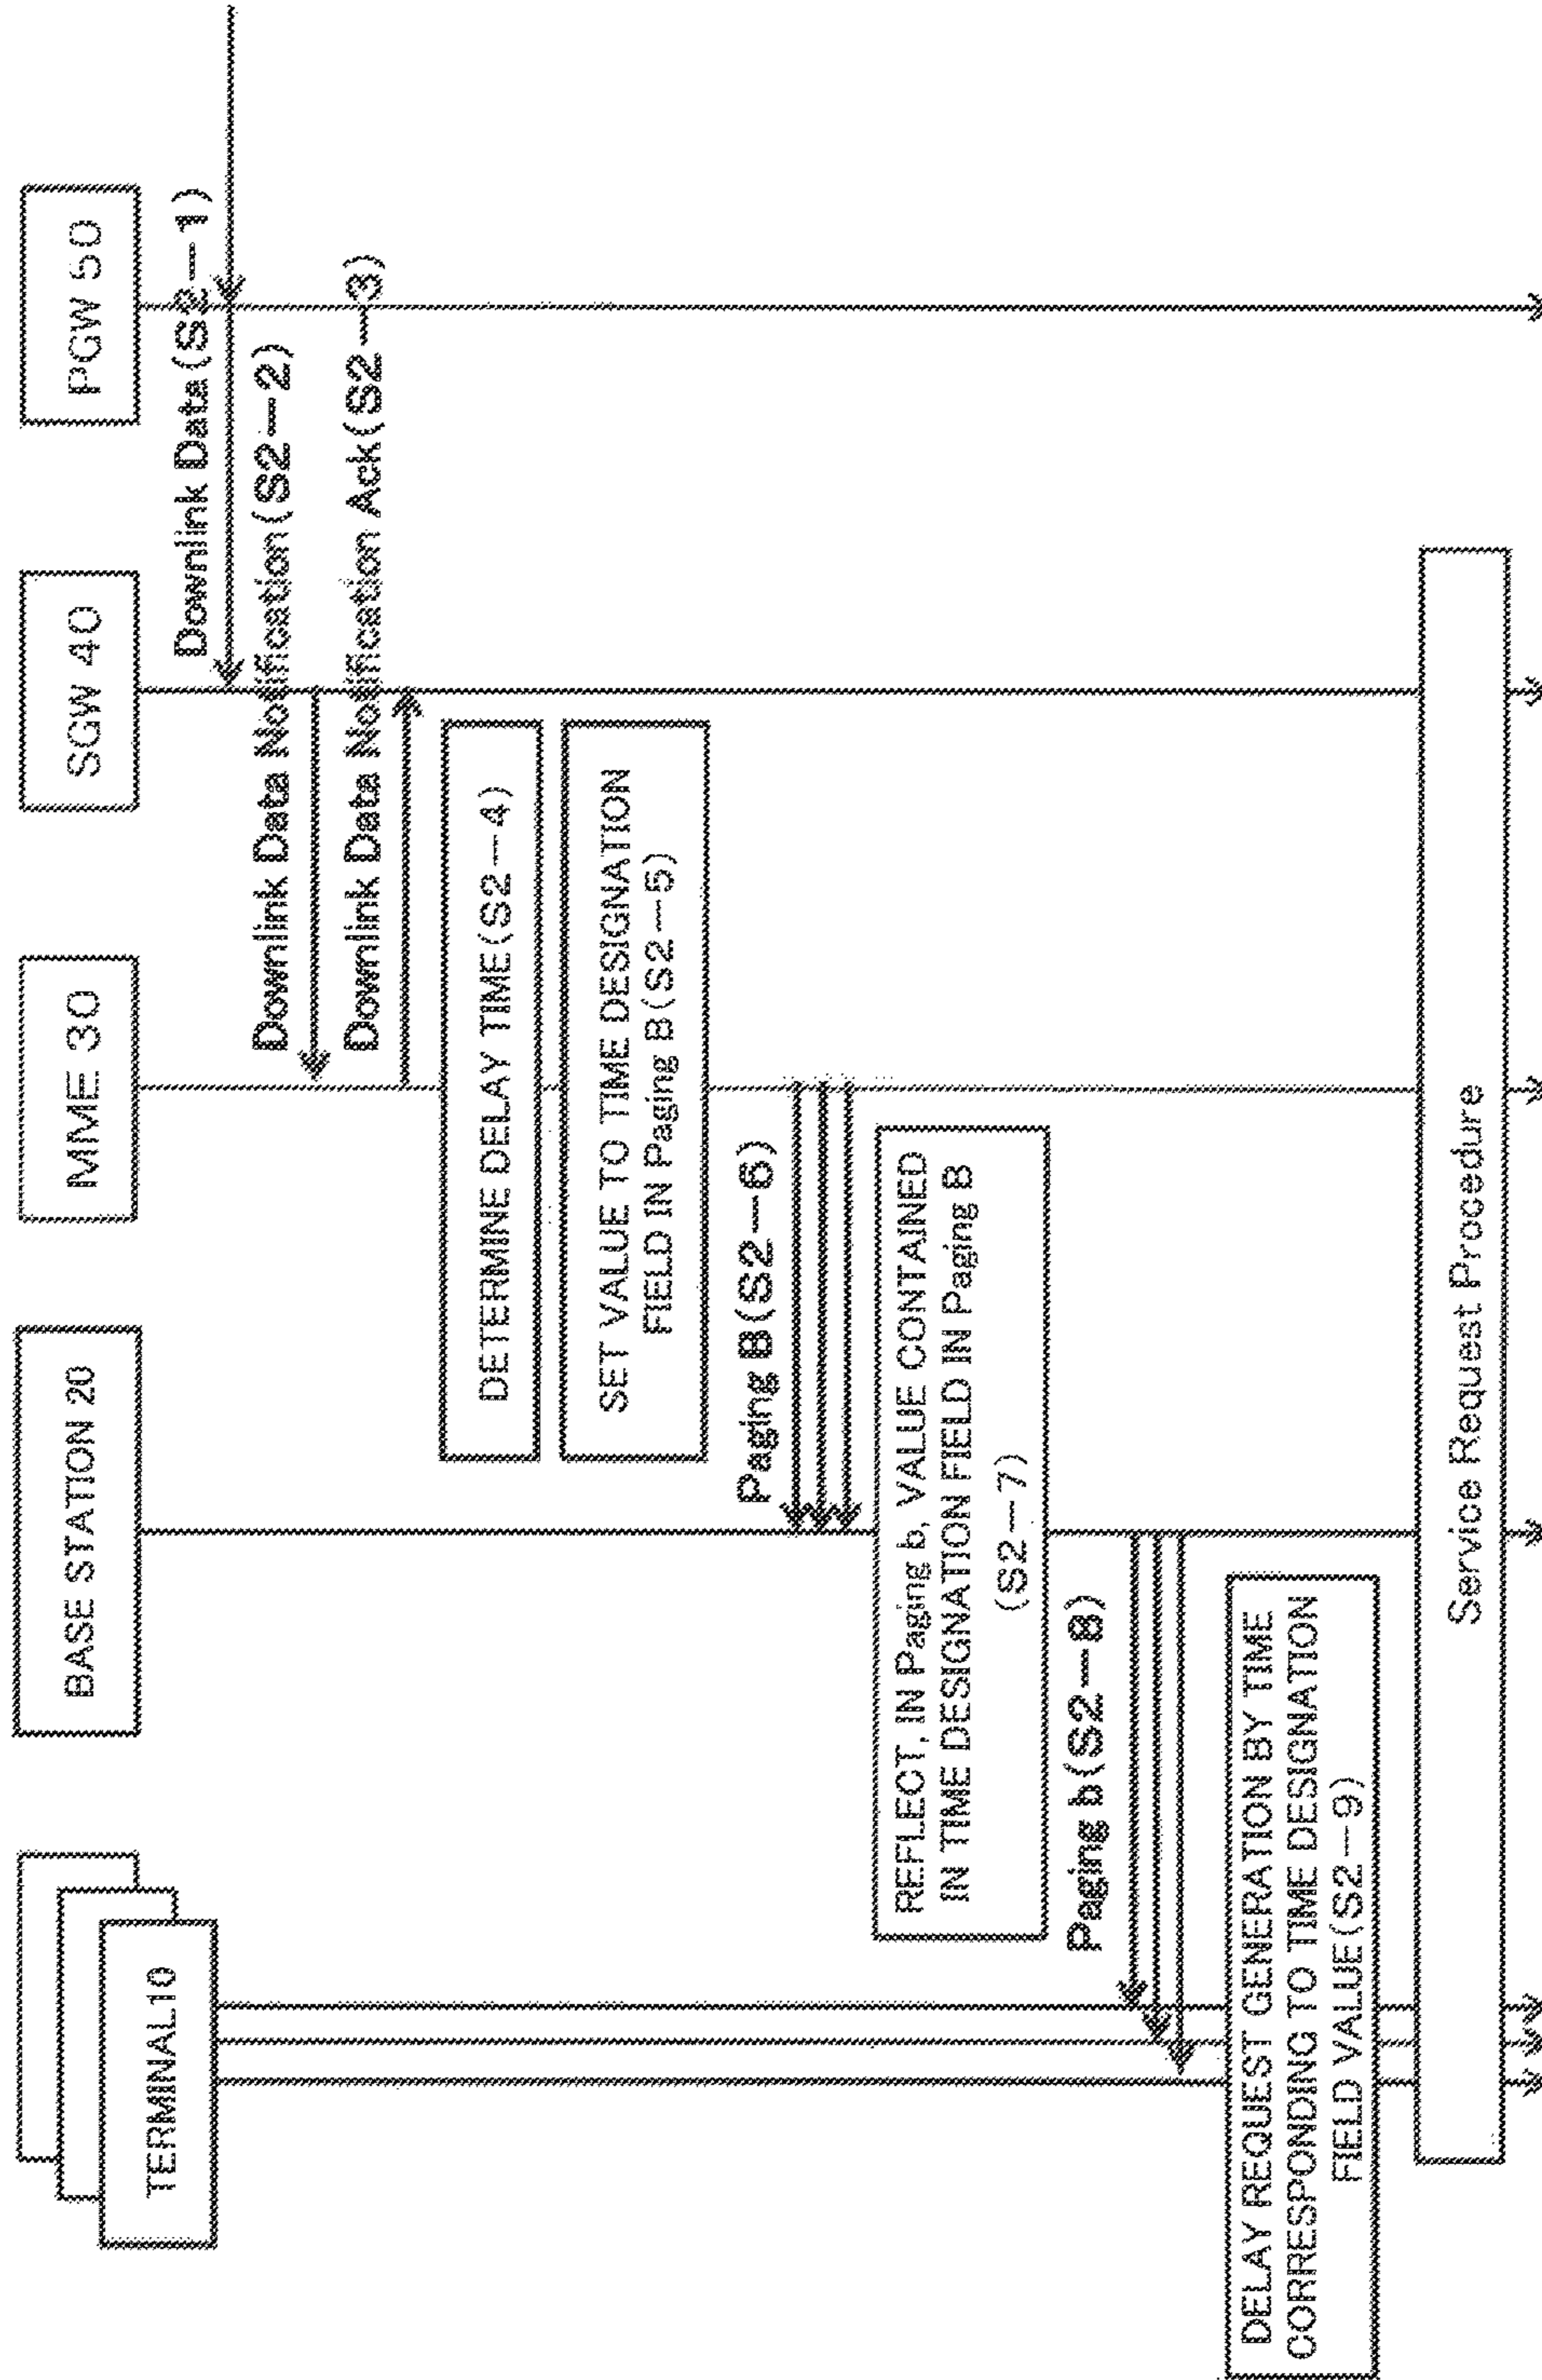 TERMINAL10
BASE STATION 20
MME 30
SGW 40
PGW 50
Downlink Data(S2—1)
Downlink Data Notification(S2—2)
Downlink Data Notification Ack(S2—3)
DETERMINE DELAY TIME(S2—4)
SET VALUE TO TIME DESIGNATION
FIELD IN Paging B(S2—5)
Paging B(S2—6)
REFLECT, IN Paging b, VALUE CONTAINED
IN TIME DESIGNATION FIELD IN Paging B
(S2—7)
Paging b(S2—8)
DELAY REQUEST GENERATION BY TIME
CORRESPONDING TO TIME DESIGNATION
FIELD VALUE(S2—9)
Service Request Procedure